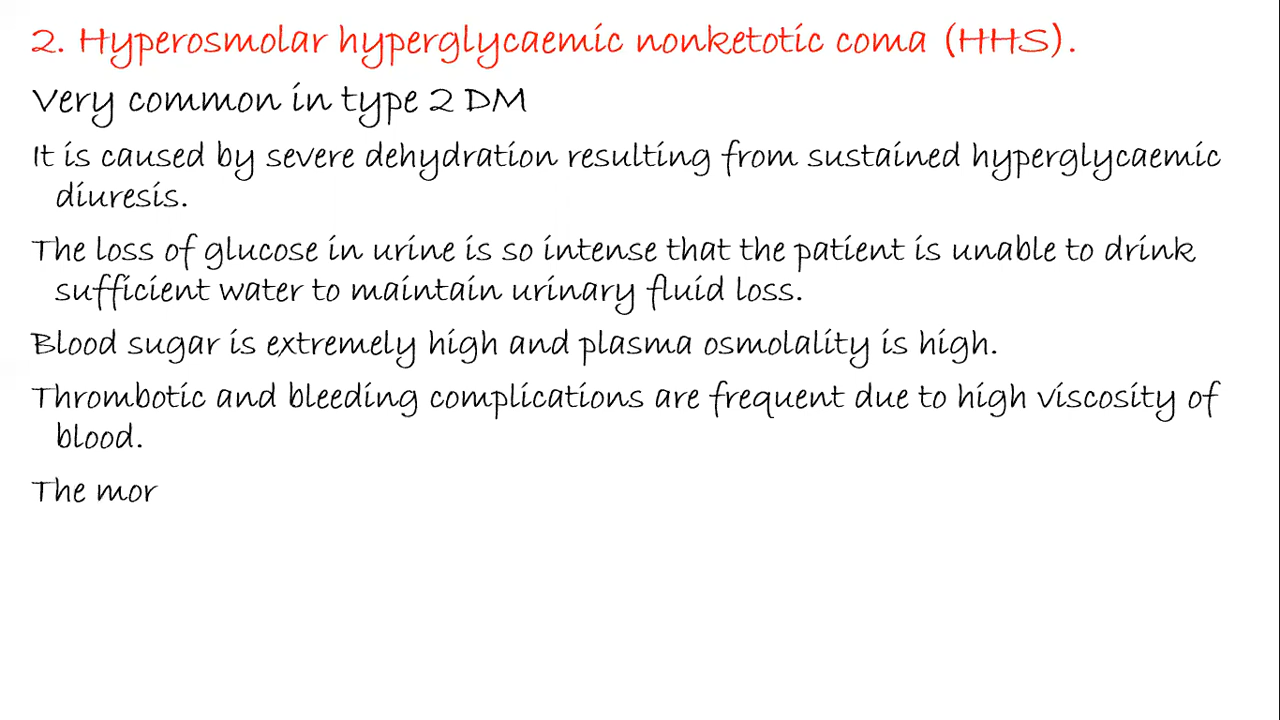 2. Hyperosmolar hyperglycaemic nonketotic coma (HHS).
Very common in type 2 DM
It is caused by severe dehydration resulting from sustained hyperglycaemic
diuresis.
The loss of glucose in urine is so intense that the patient is unable to drink
sufficient water to maintain urinary fluid loss.
Blood sugar is extremely high and plasma osmolality is high.
Thrombotic and bleeding complications are frequent due to high viscosity of
blood.
The mor